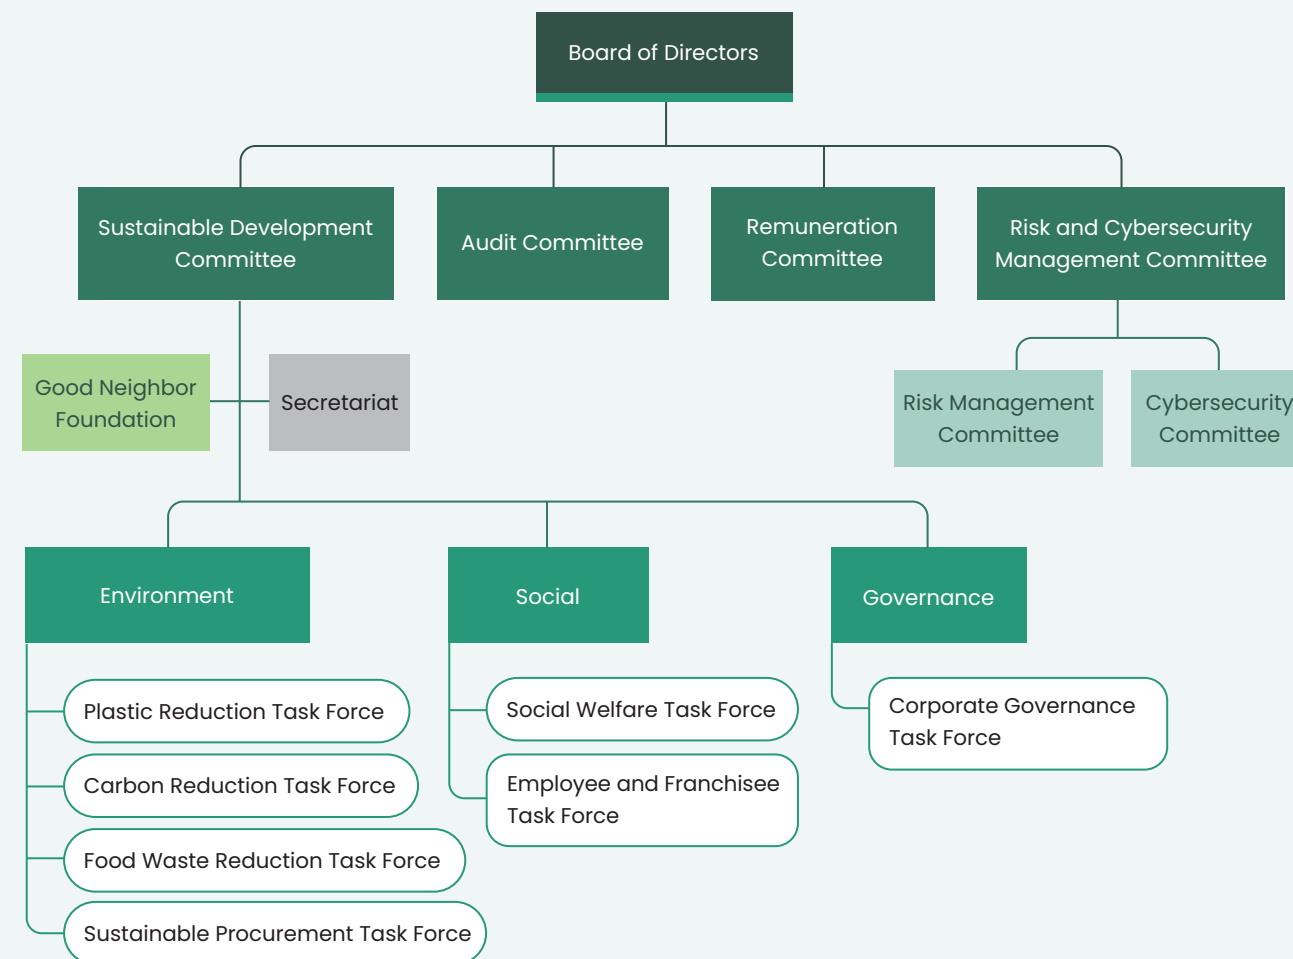 Board of Directors
Sustainable Development
Committee
Audit Committee
Remuneration
Committee
Risk and Cybersecurity
Management Committee
Good Neighbor
Foundation
Secretariat
Risk Management
Committee
Cybersecurity
Committee
Environment
Social
Governance
Plastic Reduction Task Force
Carbon Reduction Task Force
Food Waste Reduction Task Force
Sustainable Procurement Task Force
Social Welfare Task Force
Employee and Franchisee
Task Force
Corporate Governance
Task Force